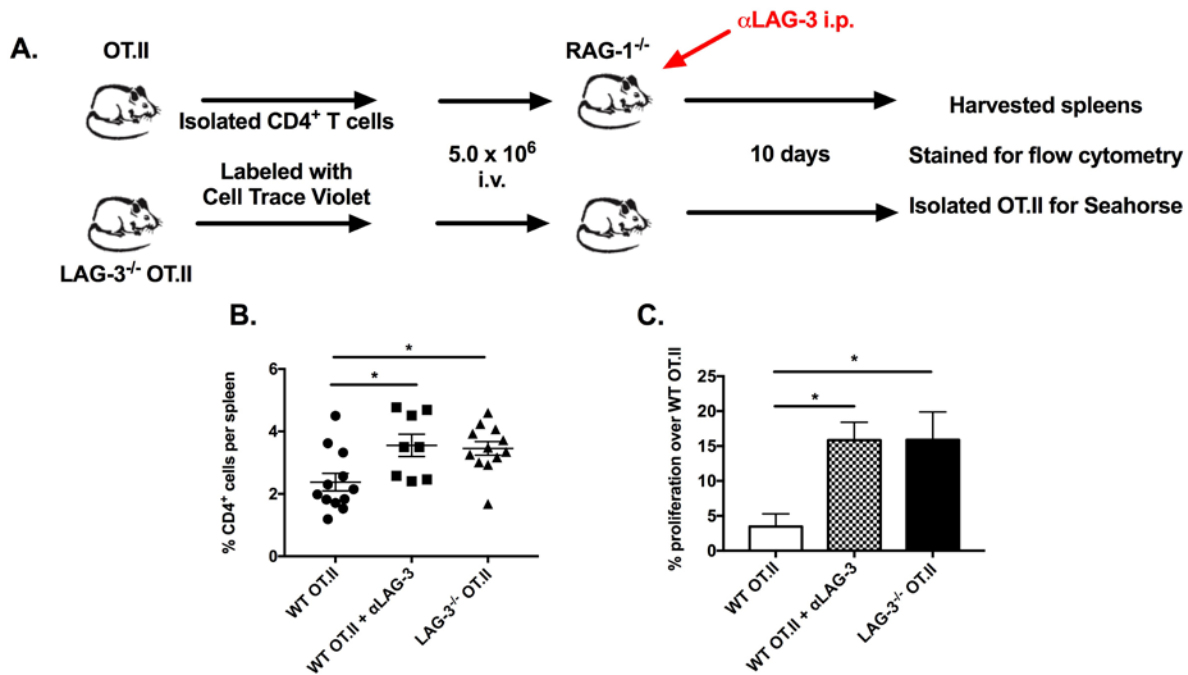 A.
OT.II
RAG-1-/-
αLAG-3 i.p.
Isolated CD4+ T cells
Labeled with
Cell Trace Violet
5.0 x 10⁶
i.v.
10 days
Harvested spleens
Stained for flow cytometry
Isolated OT.II for Seahorse
LAG-3-/- OT.II
B.
% CD4+ cells per spleen
6
4
2
0
*
*
WT OT.II
WT OT.II + αLAG-3
LAG-3-/- OT.II
C.
% proliferation over WT OT.II
25
20
15
10
5
0
*
*
WT OT.II
WT OT.II + αLAG-3
LAG-3-/- OT.II